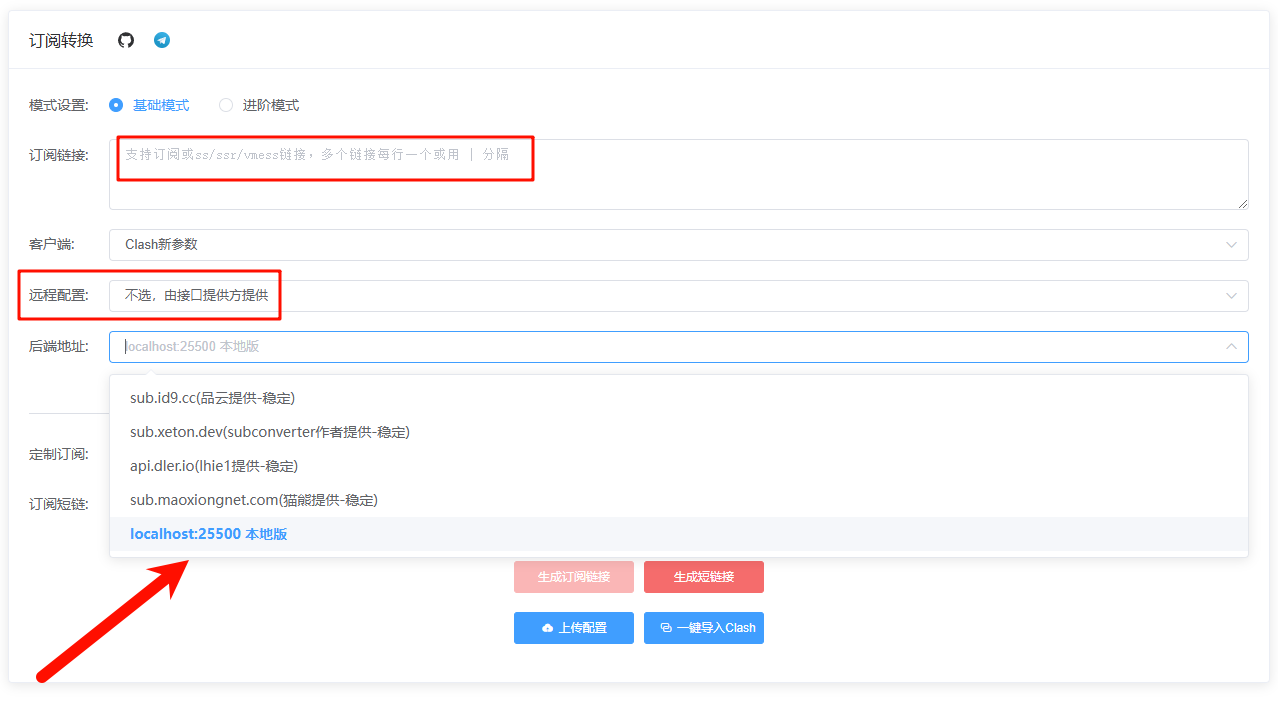 订阅转换
模式设置: 基础模式 进阶模式
订阅链接: 支持订阅或ss/ssr/vmess链接，多个链接每行一个或用 | 分隔
客户端: Clash新参数
远程配置: 不选，由接口提供方提供
后端地址: localhost:25500 本地版
sub.id9.cc(品云提供-稳定)
sub.xeton.dev(subconverter作者提供-稳定)
定制订阅:
api.dler.io(lhie1提供-稳定)
sub.maoxiongnet.com(猫熊提供-稳定)
订阅短链:
localhost:25500 本地版
生成订阅链接 生成短链接
上传配置 一键导入Clash